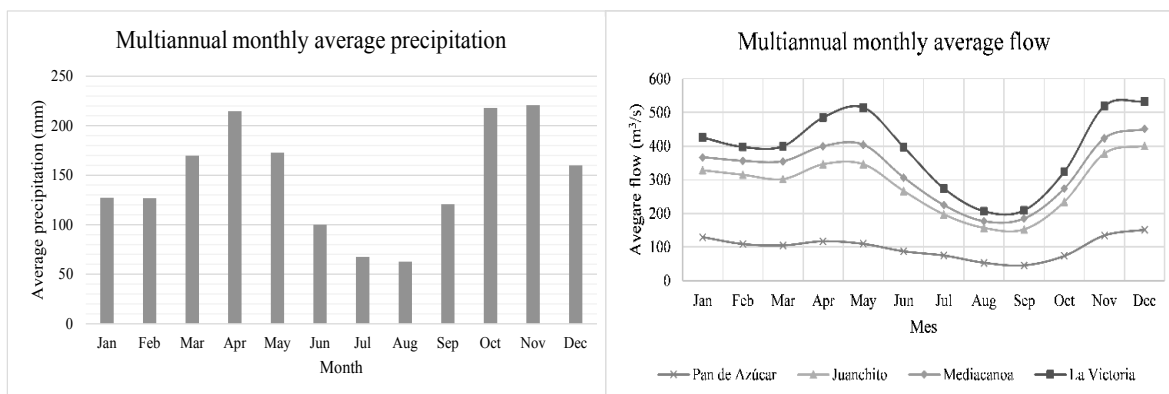 Multiannual monthly average precipitation
Average precipitation (mm)
250
200
150
100
50
0
Jan Feb Mar Apr May Jun Jul Aug Sep Oct Nov Dec
Month
Multiannual monthly average flow
Avegare flow (m³/s)
600
500
400
300
200
100
0
Jan Feb Mar Apr May Jun Jul Aug Sep Oct Nov Dec
Mes
Pan de Azúcar Juanchito Mediacanoa La Victoria